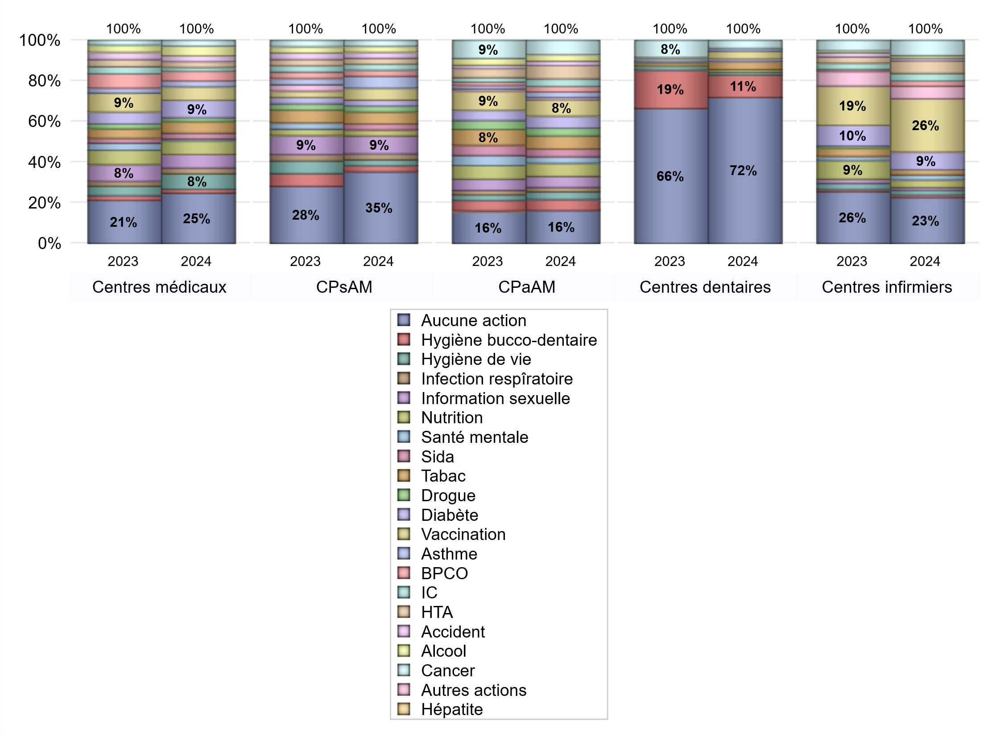 100% 100% 100% 100% 100% 100% 100% 100% 100% 100%
100%
80%
60%
40%
20%
0%
9%
8%
21%
9%
8%
25%
9%
28%
9%
35%
9%
9%
8%
16%
8%
16%
8%
19%
66%
11%
72%
19%
10%
9%
26%
26%
9%
23%
2023 2024 2023 2024 2023 2024 2023 2024 2023 2024
Centres médicaux CPsAM CPaAM Centres dentaires Centres infirmiers
Aucune action
Hygiène bucco-dentaire
Hygiène de vie
Infection respîratoire
Information sexuelle
Nutrition
Santé mentale
Sida
Tabac
Drogue
Diabète
Vaccination
Asthme
BPCO
IC
HTA
Accident
Alcool
Cancer
Autres actions
Hépatite